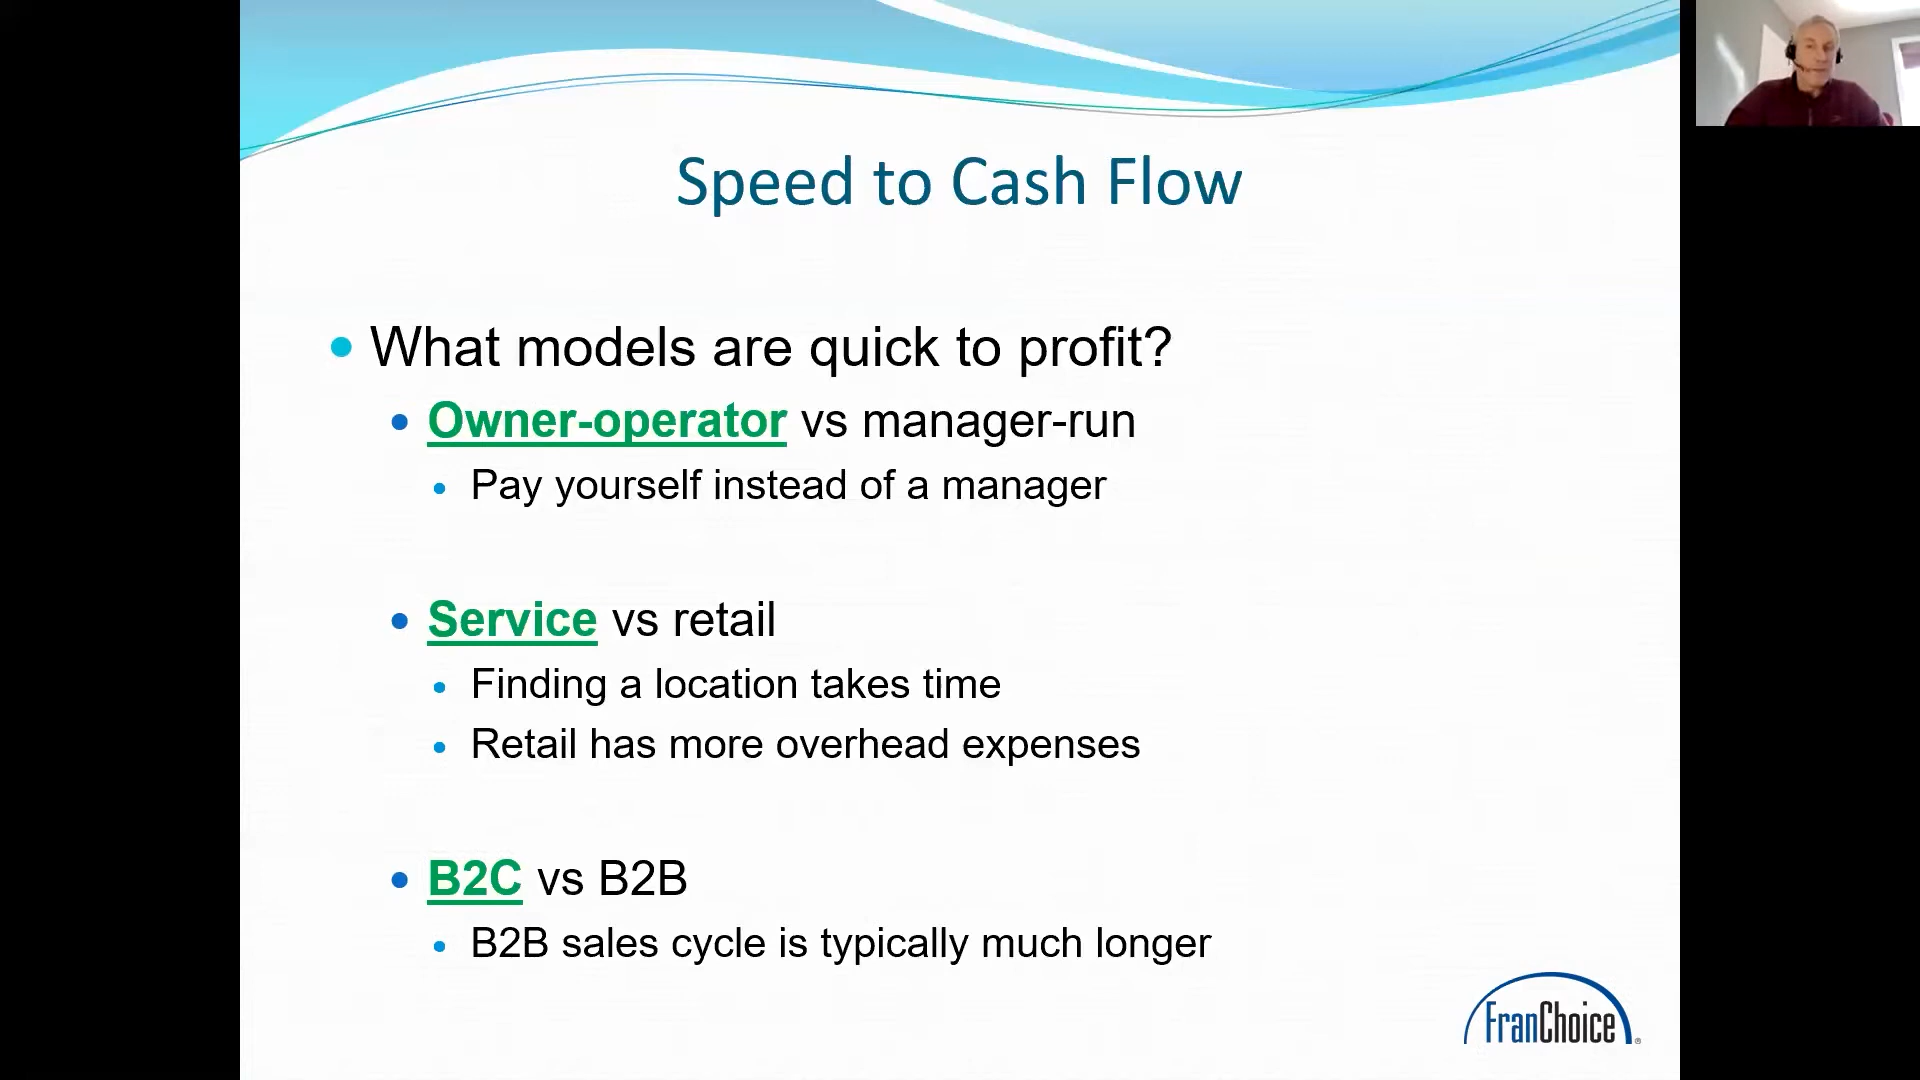 Speed to Cash Flow
What models are quick to profit?
Owner-operator vs manager-run
Pay yourself instead of a manager
Service vs retail
Finding a location takes time
Retail has more overhead expenses
B2C vs B2B
B2B sales cycle is typically much longer
FranChoice®